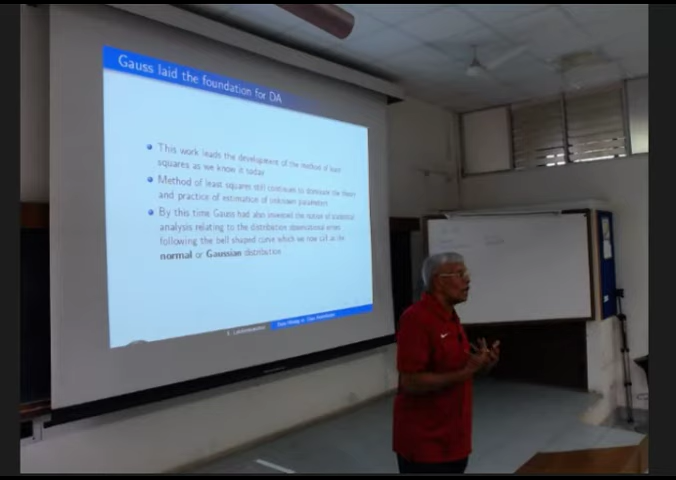 Gauss laid the foundation for DA
This work leads the development of the method of least
squares as we know it today
Method of least squares still continues to dominate the theory
and practice of estimation of unknown parameters
By this time Gauss had also invented the notion of statistical
analysis relating to the distribution observational errors
following the bell shaped curve which we now call as the
normal or Gaussian distribution